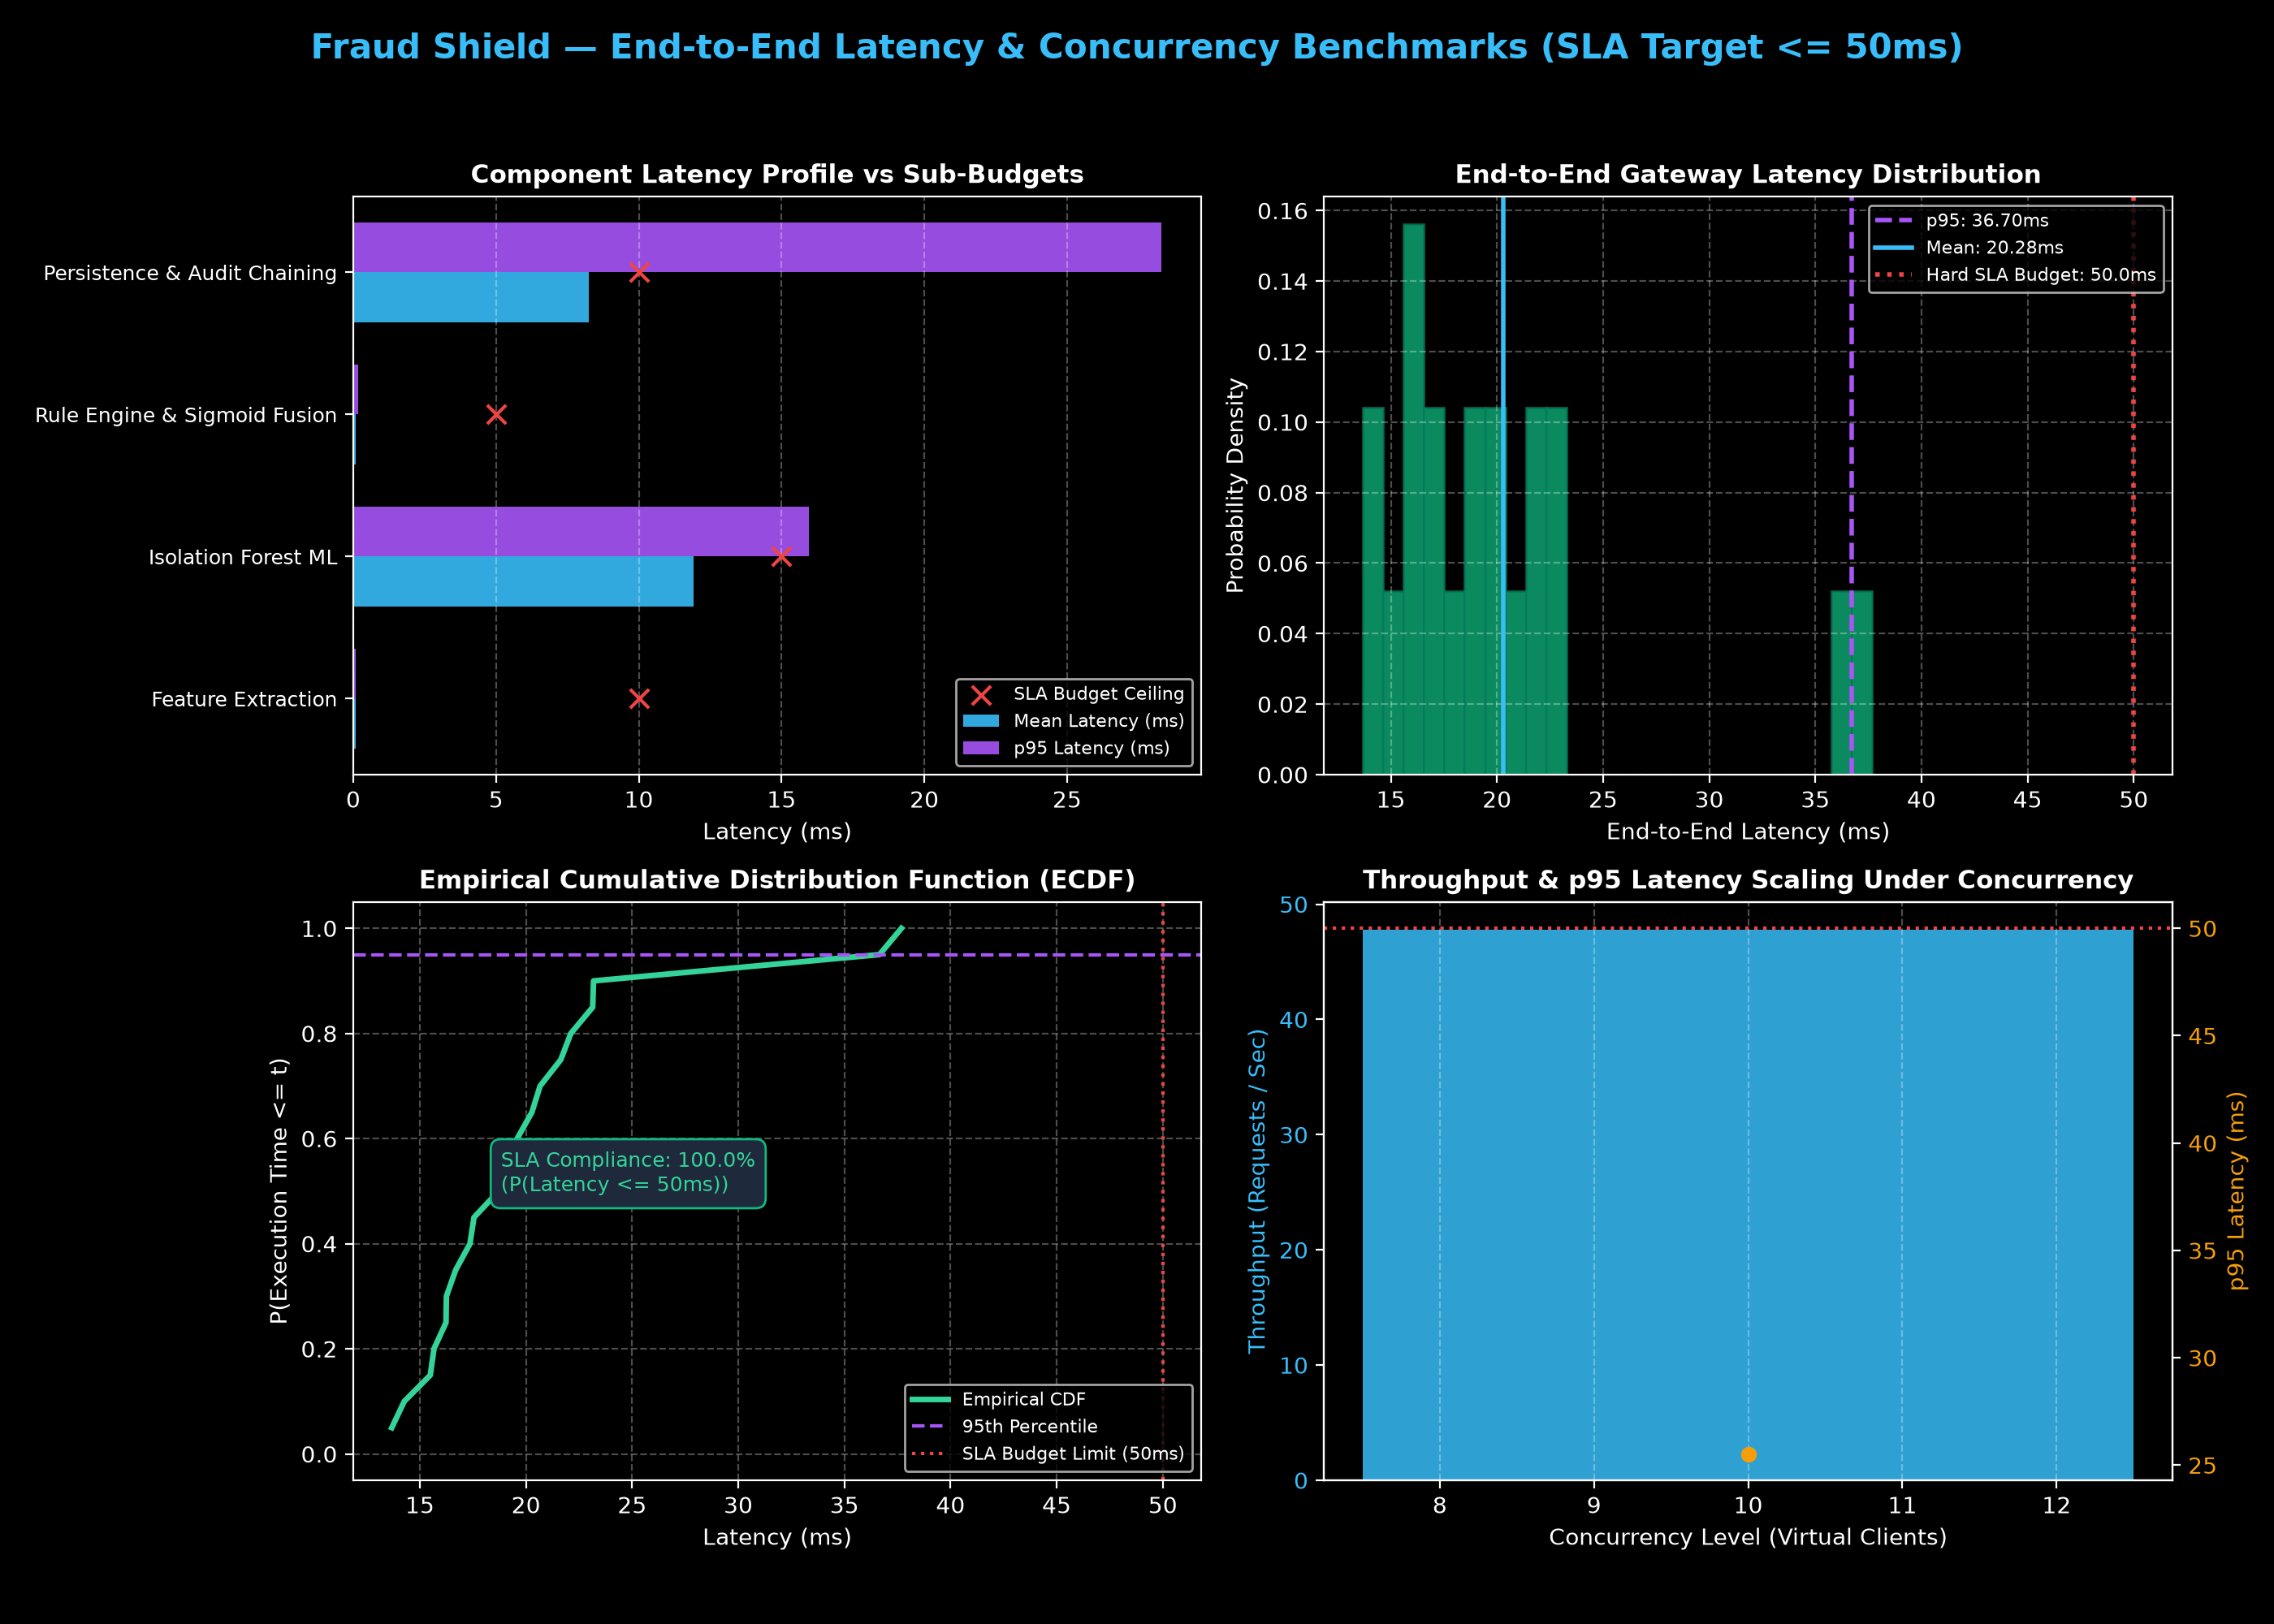 Fraud Shield — End-to-End Latency & Concurrency Benchmarks (SLA Target <= 50ms)
Component Latency Profile vs Sub-Budgets
Persistence & Audit Chaining
Rule Engine & Sigmoid Fusion
Isolation Forest ML
Feature Extraction
SLA Budget Ceiling
Mean Latency (ms)
p95 Latency (ms)
0 5 10 15 20 25
Latency (ms)
End-to-End Gateway Latency Distribution
Probability Density
0.16
0.14
0.12
0.10
0.08
0.06
0.04
0.02
0.00
p95: 36.70ms
Mean: 20.28ms
Hard SLA Budget: 50.0ms
15 20 25 30 35 40 45 50
End-to-End Latency (ms)
Empirical Cumulative Distribution Function (ECDF)
P(Execution Time <= t)
1.0
0.8
0.6
0.4
0.2
0.0
SLA Compliance: 100.0%
(P(Latency <= 50ms))
Empirical CDF
95th Percentile
SLA Budget Limit (50ms)
15 20 25 30 35 40 45 50
Latency (ms)
Throughput & p95 Latency Scaling Under Concurrency
Throughput (Requests / Sec)
50
40
30
20
10
0
50
45
40
35
30
25
p95 Latency (ms)
8 9 10 11 12
Concurrency Level (Virtual Clients)